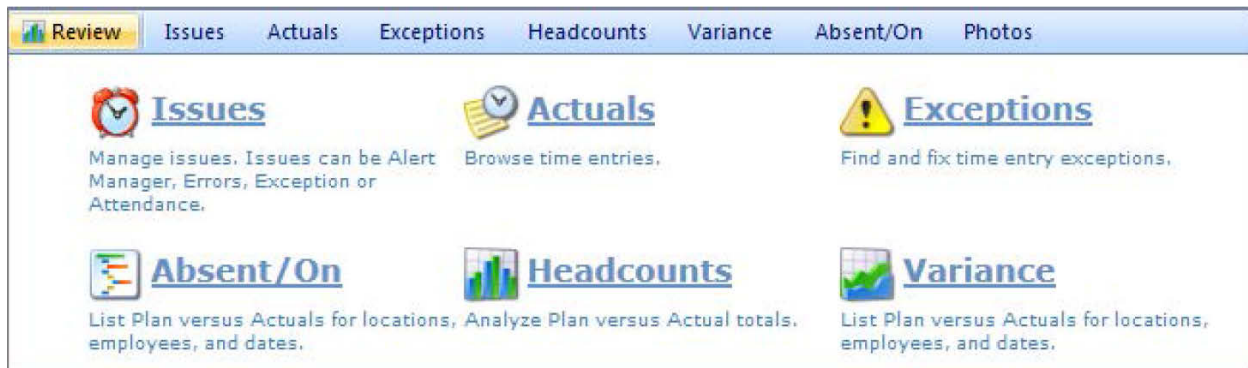 Review Issues Actuals Exceptions Headcounts Variance Absent/On Photos
Issues
Manage issues. Issues can be Alert
Manager, Errors, Exception or
Attendance.
Actuals
Browse time entries.
Exceptions
Find and fix time entry exceptions.
Absent/On
List Plan versus Actuals for locations,
employees, and dates.
Headcounts
Analyze Plan versus Actual totals.
Variance
List Plan versus Actuals for locations,
employees, and dates.